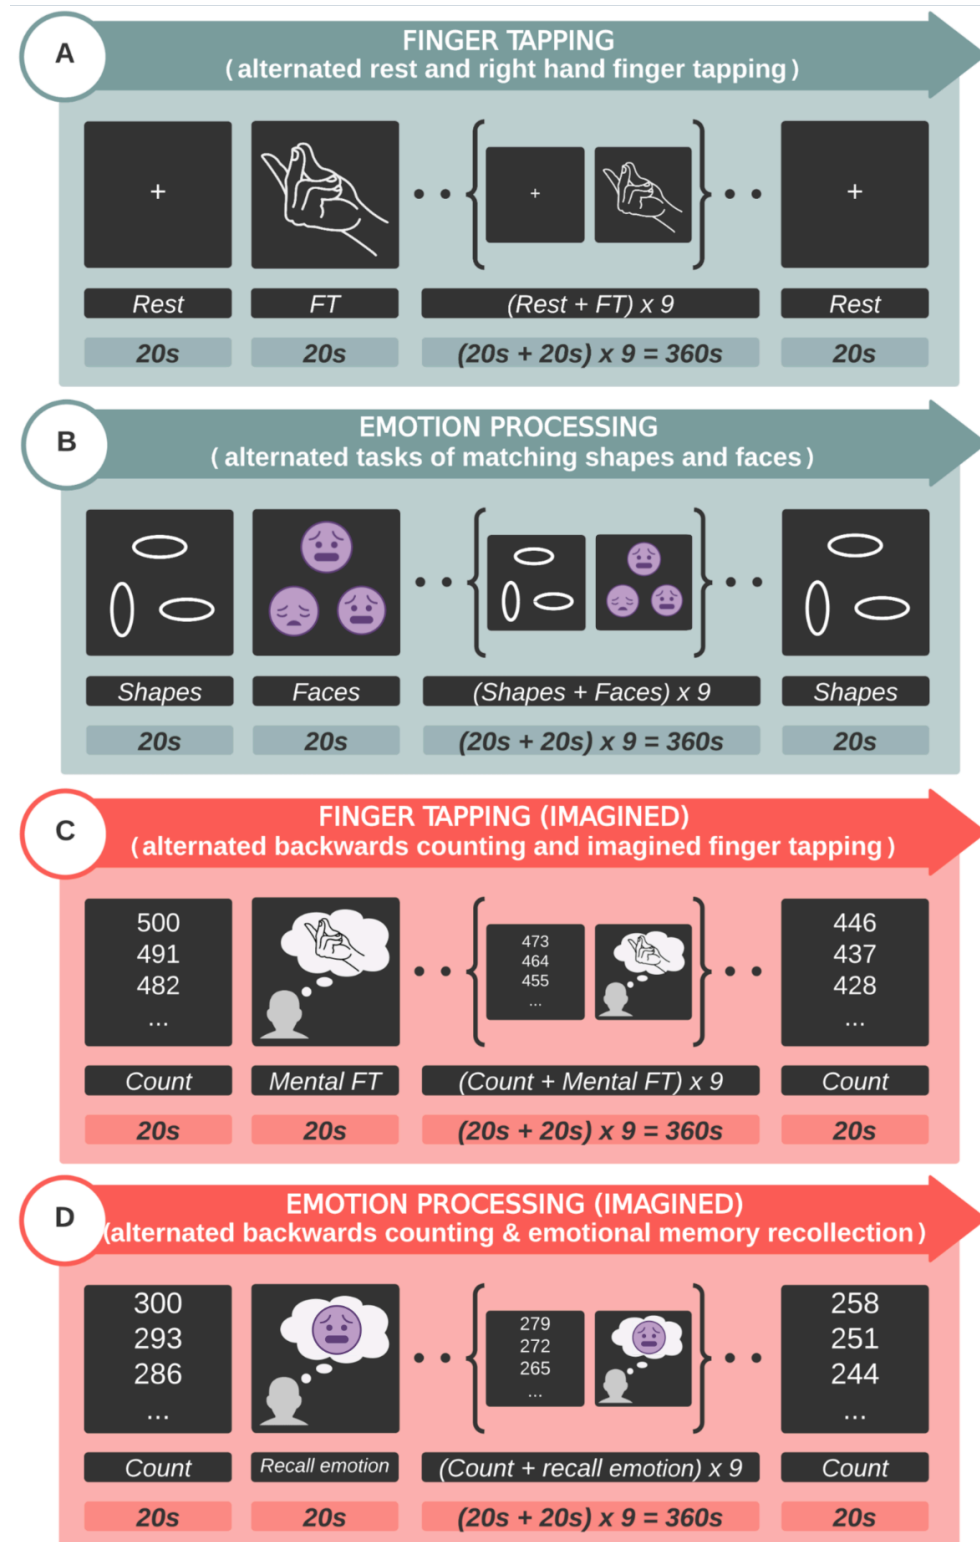 A
FINGER TAPPING
(alternated rest and right hand finger tapping)
+
+
+
Rest
FT
(Rest + FT) x 9
Rest
20s
20s
(20s + 20s) x 9 = 360s
20s
B
EMOTION PROCESSING
(alternated tasks of matching shapes and faces)
Shapes
Faces
(Shapes + Faces) x 9
Shapes
20s
20s
(20s + 20s) x 9 = 360s
20s
C
FINGER TAPPING (IMAGINED)
(alternated backwards counting and imagined finger tapping)
500
491
482
...
473
464
455
...
446
437
428
...
Count
Mental FT
(Count + Mental FT) x 9
Count
20s
20s
(20s + 20s) x 9 = 360s
20s
D
EMOTION PROCESSING (IMAGINED)
(alternated backwards counting & emotional memory recollection)
300
293
286
...
279
272
265
...
258
251
244
...
Count
Recall emotion
(Count + recall emotion) x 9
Count
20s
20s
(20s + 20s) x 9 = 360s
20s